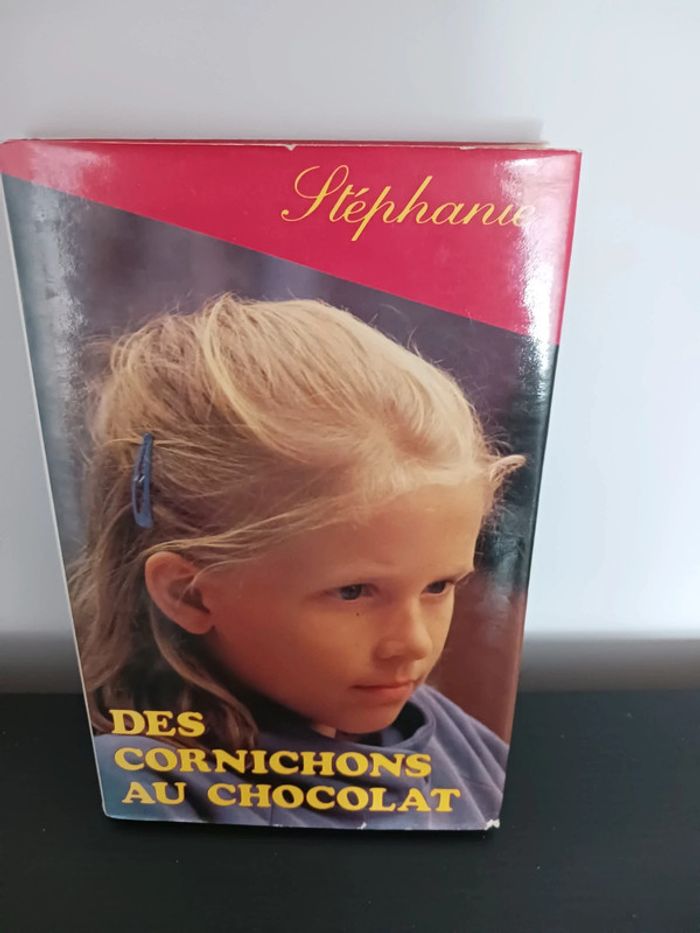 Stéphanie
DES
CORNICHONS
AU CHOCOLAT